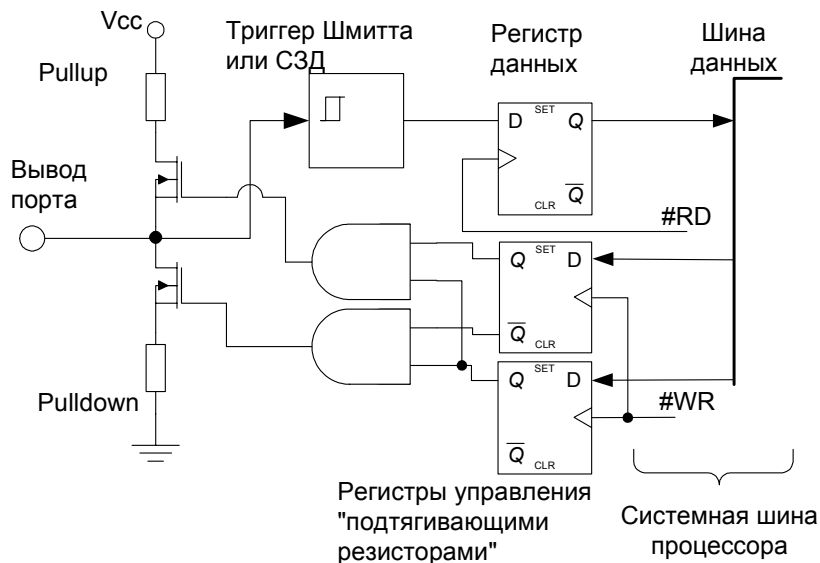 Vcc
Pullup
Триггер Шмитта
или СЗД
Регистр
данных
Шина
данных
D
SET
Q
Q
CLR
#RD
Вывод
порта
Q
SET
D
Q
CLR
Q
SET
D
Q
CLR
#WR
Pulldown
Регистры управления
"подтягивающими
резисторами"
Системная шина
процессора